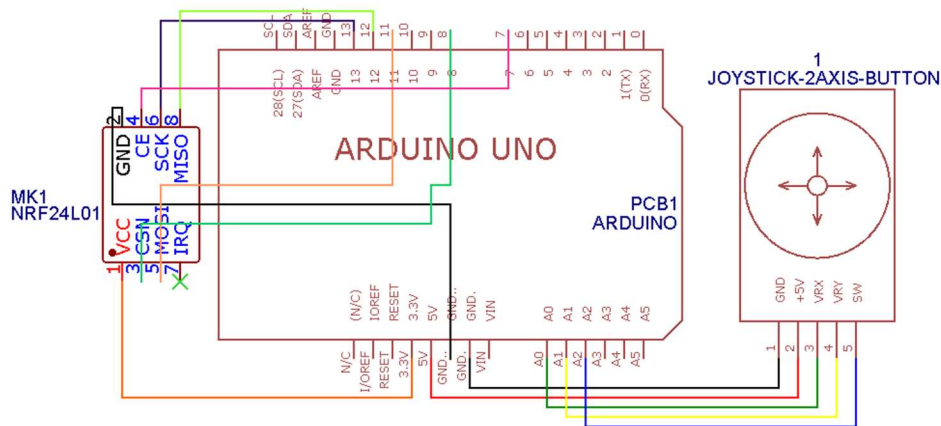 SCL
SDA
AREF
GND
13
12
11
10
9
8
7
6
5
4
3
2
1
0
28(SCL)
27(SDA)
AREF
GND
13
12
11
10
9
8
7
6
5
4
3
2
1(TX)
0(RX)
1
JOYSTICK-2AXIS-BUTTON
2
4
6
8
GND
CE
SCK
MISO
ARDUINO UNO
MK1
NRF24L01
PCB1
ARDUINO
VCC
CSN
MOSI
IRQ
1
3
5
7
GND
+5V
VRX
VRY
SW
(N/C)
IOREF
RESET
3.3V
5V
GND..
GND.
VIN
A0
A1
A2
A3
A4
A5
N/C
I/OREF
RESET
3.3V
5V
GND..
GND.
VIN
A0
A1
A2
A3
A4
A5
1
2
3
4
5